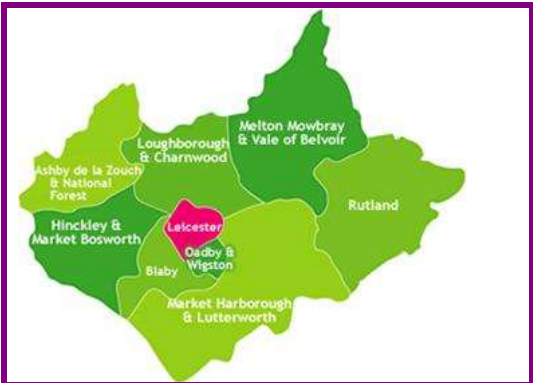 Melton Mowbray
& Vale of Belvoir
Loughborough
& Charnwood
Ashby de la Zouch
& National
Forest
Rutland
Hinckley &
Market Bosworth
Leicester
Oadby &
Wigston
Blaby
Market Harborough
& Lutterworth